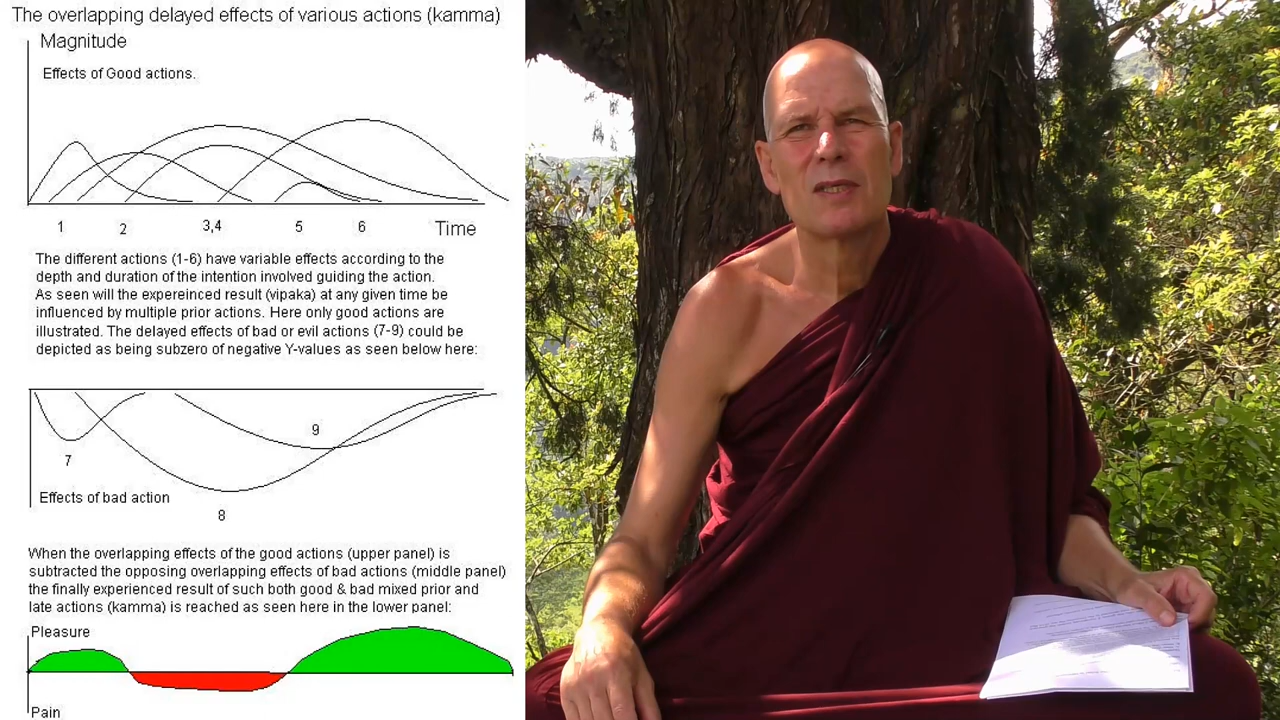 The overlapping delayed effects of various actions (kamma)
Magnitude
Effects of Good actions.
1 2 3,4 5 6 Time
The different actions (1-6) have variable effects according to the
depth and duration of the intention involved guiding the action.
As seen will the expereinced result (vipaka) at any given time be
influenced by multiple prior actions. Here only good actions are
illustrated. The delayed effects of bad or evil actions (7-9) could be
depicted as being subzero of negative Y-values as seen below here:
9
7
Effects of bad action
8
When the overlapping effects of the good actions (upper panel) is
subtracted the opposing overlapping effects of bad actions (middle panel)
the finally experienced result of such both good & bad mixed prior and
late actions (kamma) is reached as seen here in the lower panel:
Pleasure
Pain